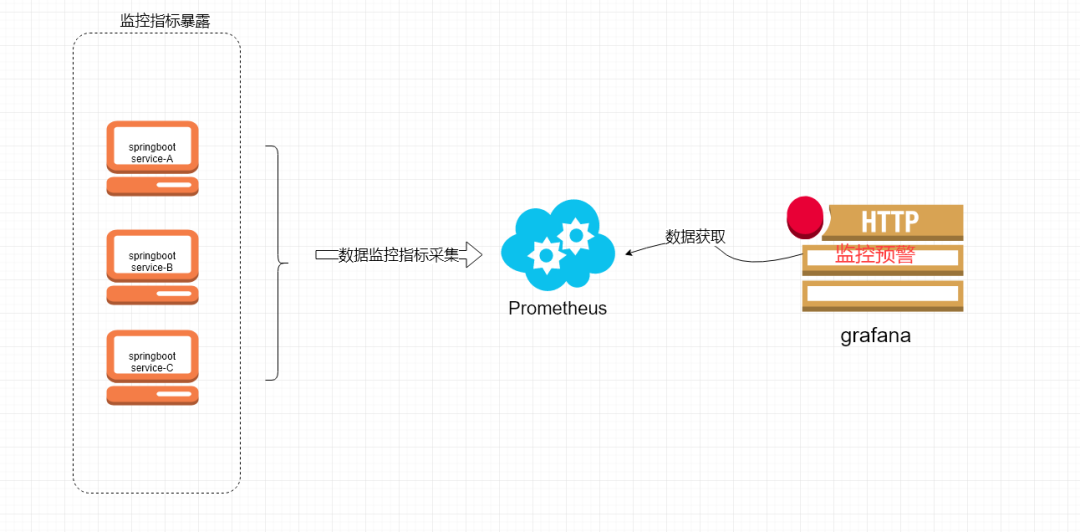 监控指标暴露
springboot
service-A
springboot
service-B
springboot
service-C
数据监控指标采集
Prometheus
数据获取
HTTP
监控预警
grafana